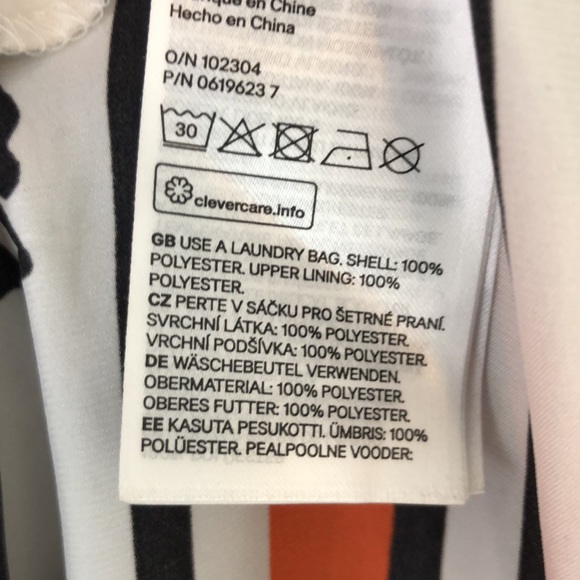 en Chine
Hecho en China
O/N 102304
P/N 0619623 7
30
clevercare.info
GB USE A LAUNDRY BAG. SHELL: 100%
POLYESTER. UPPER LINING: 100%
POLYESTER.
CZ PERTE V SÁČKU PRO ŠETRNÉ PRANÍ.
SVRCHNÍ LÁTKA: 100% POLYESTER.
VRCHNÍ PODŠÍVKA: 100% POLYESTER.
DE WÄSCHEBEUTEL VERWENDEN.
OBERMATERIAL: 100% POLYESTER.
OBERES FUTTER: 100% POLYESTER.
EE KASUTA PESUKOTTI. ÜMBRIS: 100%
POLÜESTER. PEALPOOLNE VOODER: